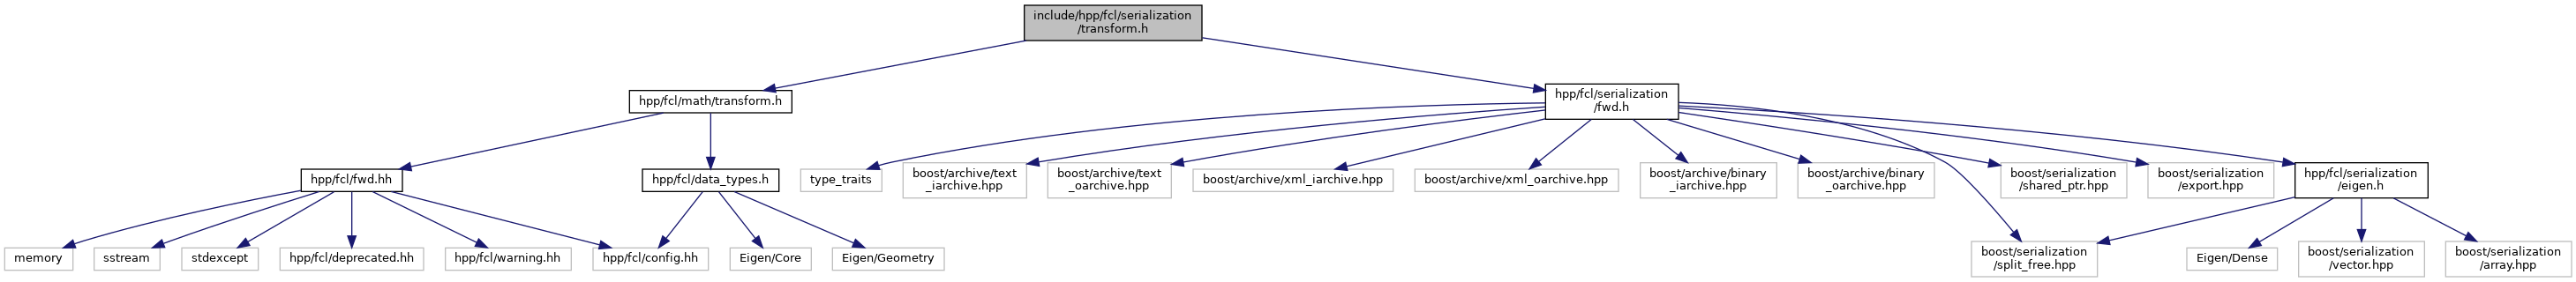 include/hpp/fcl/serialization
/transform.h
hpp/fcl/math/transform.h
hpp/fcl/serialization
/fwd.h
hpp/fcl/fwd.hh
hpp/fcl/data_types.h
type_traits
boost/archive/text
_iarchive.hpp
boost/archive/text
_oarchive.hpp
boost/archive/xml_iarchive.hpp
boost/archive/xml_oarchive.hpp
boost/archive/binary
_iarchive.hpp
boost/archive/binary
_oarchive.hpp
boost/serialization
/shared_ptr.hpp
boost/serialization
/export.hpp
hpp/fcl/serialization
/eigen.h
memory
sstream
stdexcept
hpp/fcl/deprecated.hh
hpp/fcl/warning.hh
hpp/fcl/config.hh
Eigen/Core
Eigen/Geometry
boost/serialization
/split_free.hpp
Eigen/Dense
boost/serialization
/vector.hpp
boost/serialization
/array.hpp